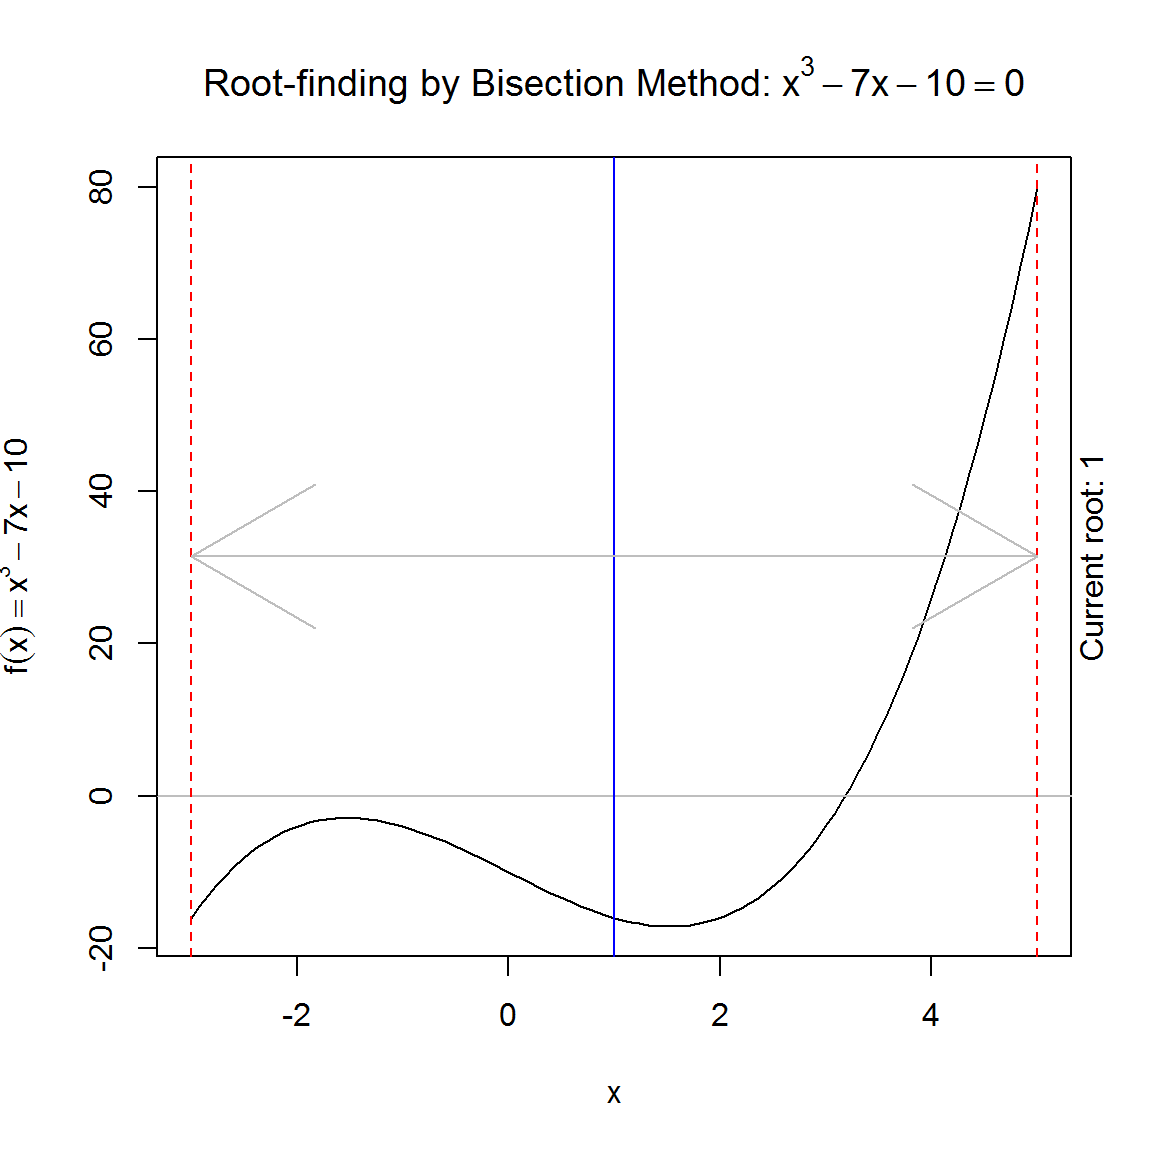 Root-finding by Bisection Method: x³ − 7x − 10 = 0
f(x) = x³ − 7x − 10
80
60
40
20
0
-20
Current root: 1
-2 0 2 4
x